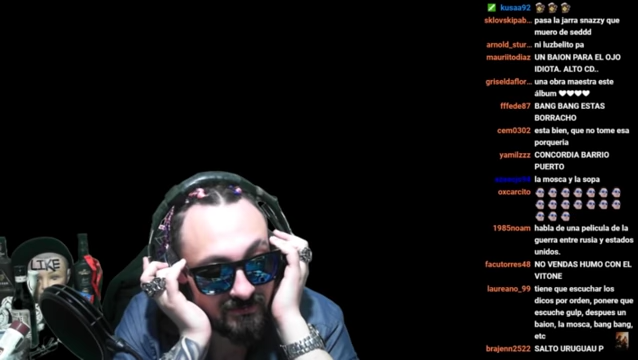 kusaa92
sklovskipab... pasa la jarra snazzy que
muero de seddd
arnold_stur... ni luzbelito pa
mauriitodiaz UN BAION PARA EL OJO
IDIOTA. ALTO CD..
griseldaflor... una obra maestra este
álbum
fffede87 BANG BANG ESTAS
BORRACHO
cem0302 esta bien, que no tome esa
porqueria
yamilzzz CONCORDIA BARRIO
PUERTO
la mosca y la sopa
oxcarcito
1985noam habla de una pelicula de la
guerra entre rusia y estados
unidos.
facutorres48 NO VENDAS HUMO CON EL
VITONE
laureano_99 tiene que escuchar los
dicos por orden, ponere que
escuche gulp, despues un
baion, la mosca, bang bang,
etc
brajenn2522 SALTO URUGUAU P
LIKE